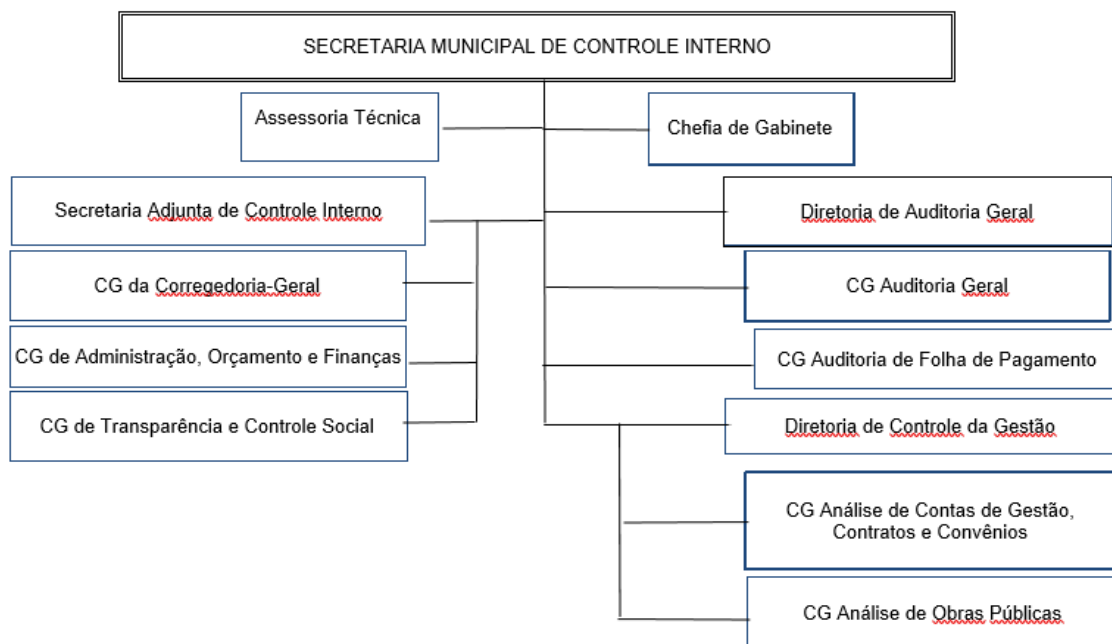 SECRETARIA MUNICIPAL DE CONTROLE INTERNO
Assessoria Técnica
Chefia de Gabinete
Secretaria Adjunta de Controle Interno
Diretoria de Auditoria Geral
CG da Corregedoria-Geral
CG Auditoria Geral
CG de Administração, Orçamento e Finanças
CG Auditoria de Folha de Pagamento
CG de Transparência e Controle Social
Diretoria de Controle da Gestão
CG Análise de Contas de Gestão,
Contratos e Convênios
CG Análise de Obras Públicas